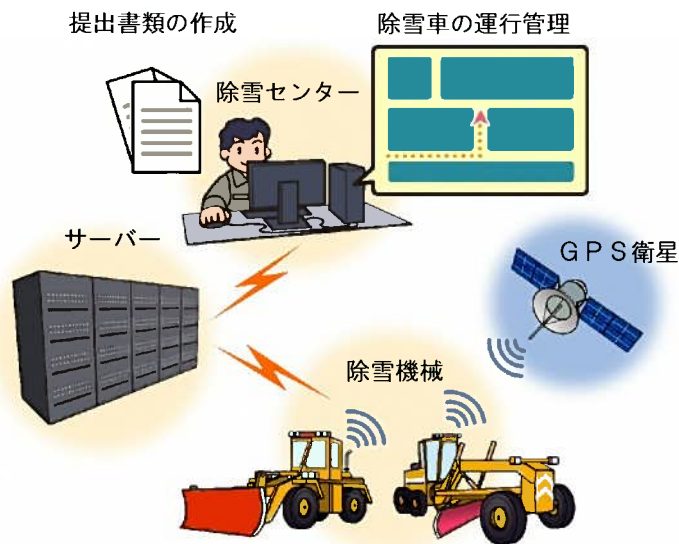 提出書類の作成
除雪車の運行管理
除雪センター
サーバー
ＧＰＳ衛星
除雪機械